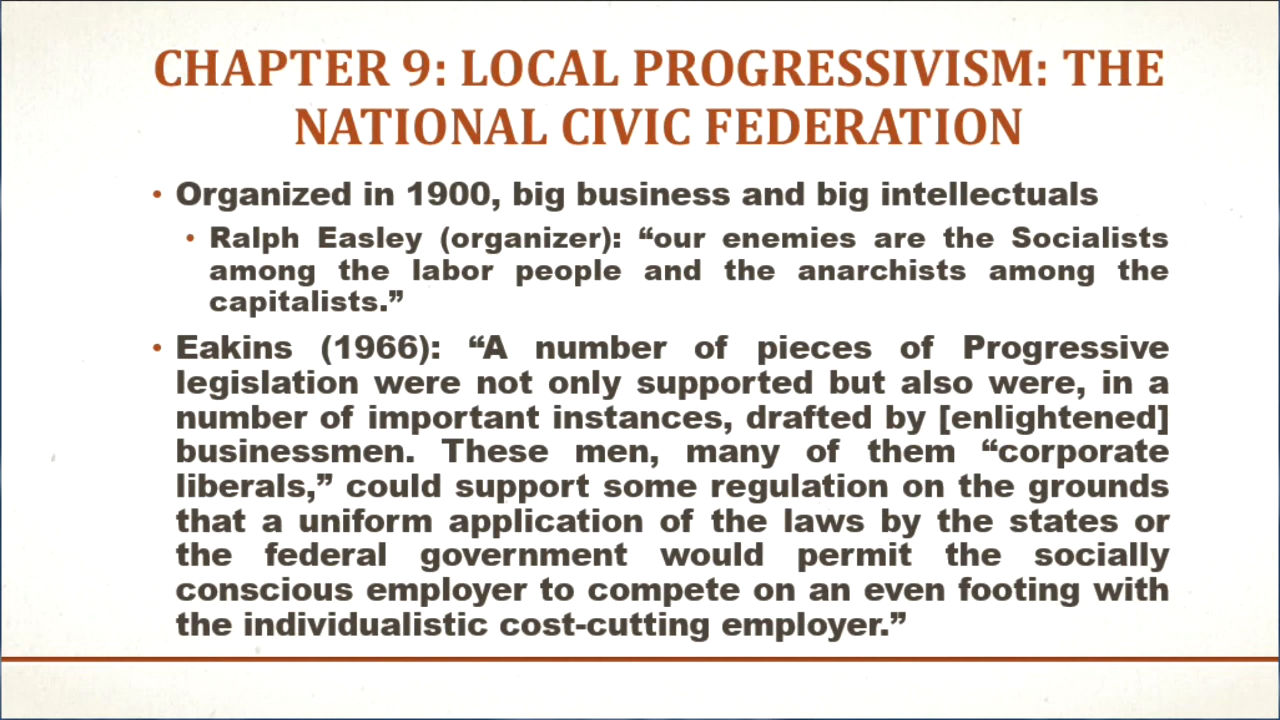 CHAPTER 9: LOCAL PROGRESSIVISM: THE
NATIONAL CIVIC FEDERATION
• Organized in 1900, big business and big intellectuals
• Ralph Easley (organizer): “our enemies are the Socialists
among the labor people and the anarchists among the
capitalists.”
• Eakins (1966): “A number of pieces of Progressive
legislation were not only supported but also were, in a
number of important instances, drafted by [enlightened]
businessmen. These men, many of them “corporate
liberals,” could support some regulation on the grounds
that a uniform application of the laws by the states or
the federal government would permit the socially
conscious employer to compete on an even footing with
the individualistic cost-cutting employer.”